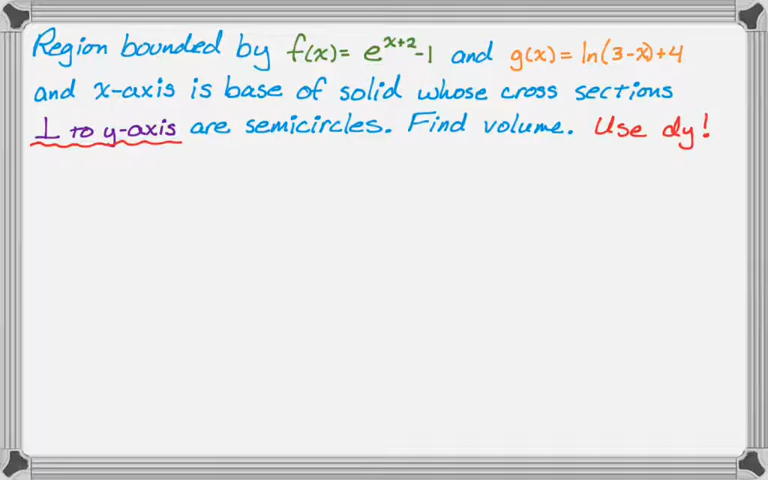 Region bounded by f(x)= e^{x+2}-1 and g(x)= ln(3-x)+4
and x-axis is base of solid whose cross sections
⊥ to y-axis are semicircles. Find volume. Use dy!